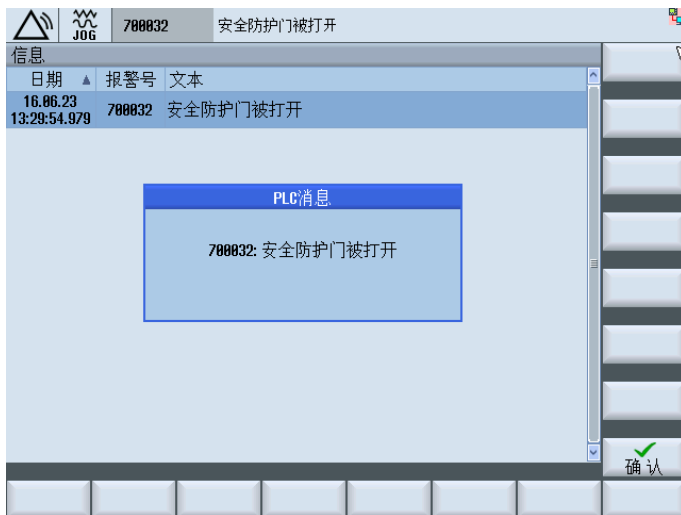 JOG
700032
安全防护门被打开
信息
日期 报警号 文本
16.06.23
13:29:54.979
700032 安全防护门被打开
PLC消息
700032: 安全防护门被打开
确认